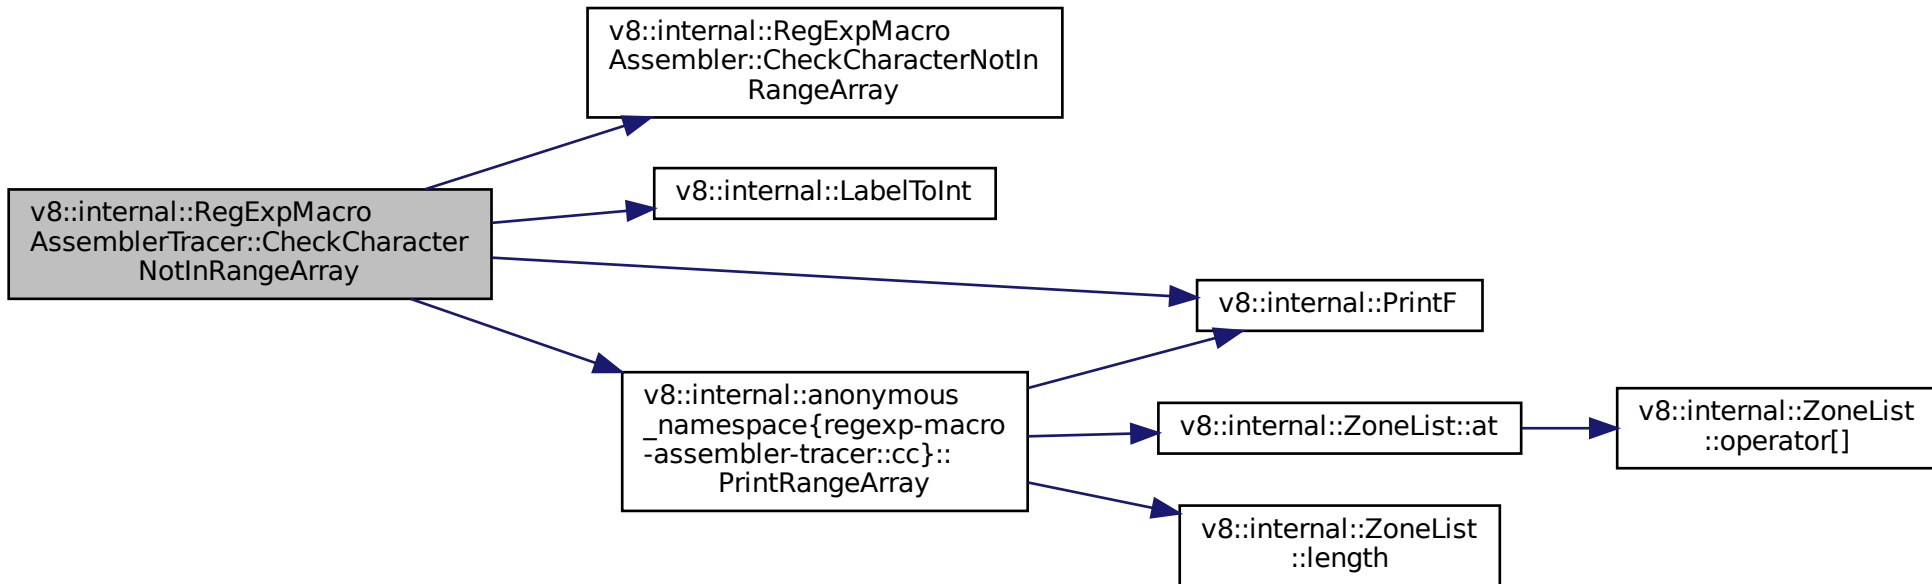 v8::internal::RegExpMacro
Assembler::CheckCharacterNotIn
RangeArray
v8::internal::LabelToInt
v8::internal::RegExpMacro
AssemblerTracer::CheckCharacter
NotInRangeArray
v8::internal::PrintF
v8::internal::anonymous
_namespace{regexp-macro
-assembler-tracer::cc}::
PrintRangeArray
v8::internal::ZoneList::at
v8::internal::ZoneList
::operator[]
v8::internal::ZoneList
::length